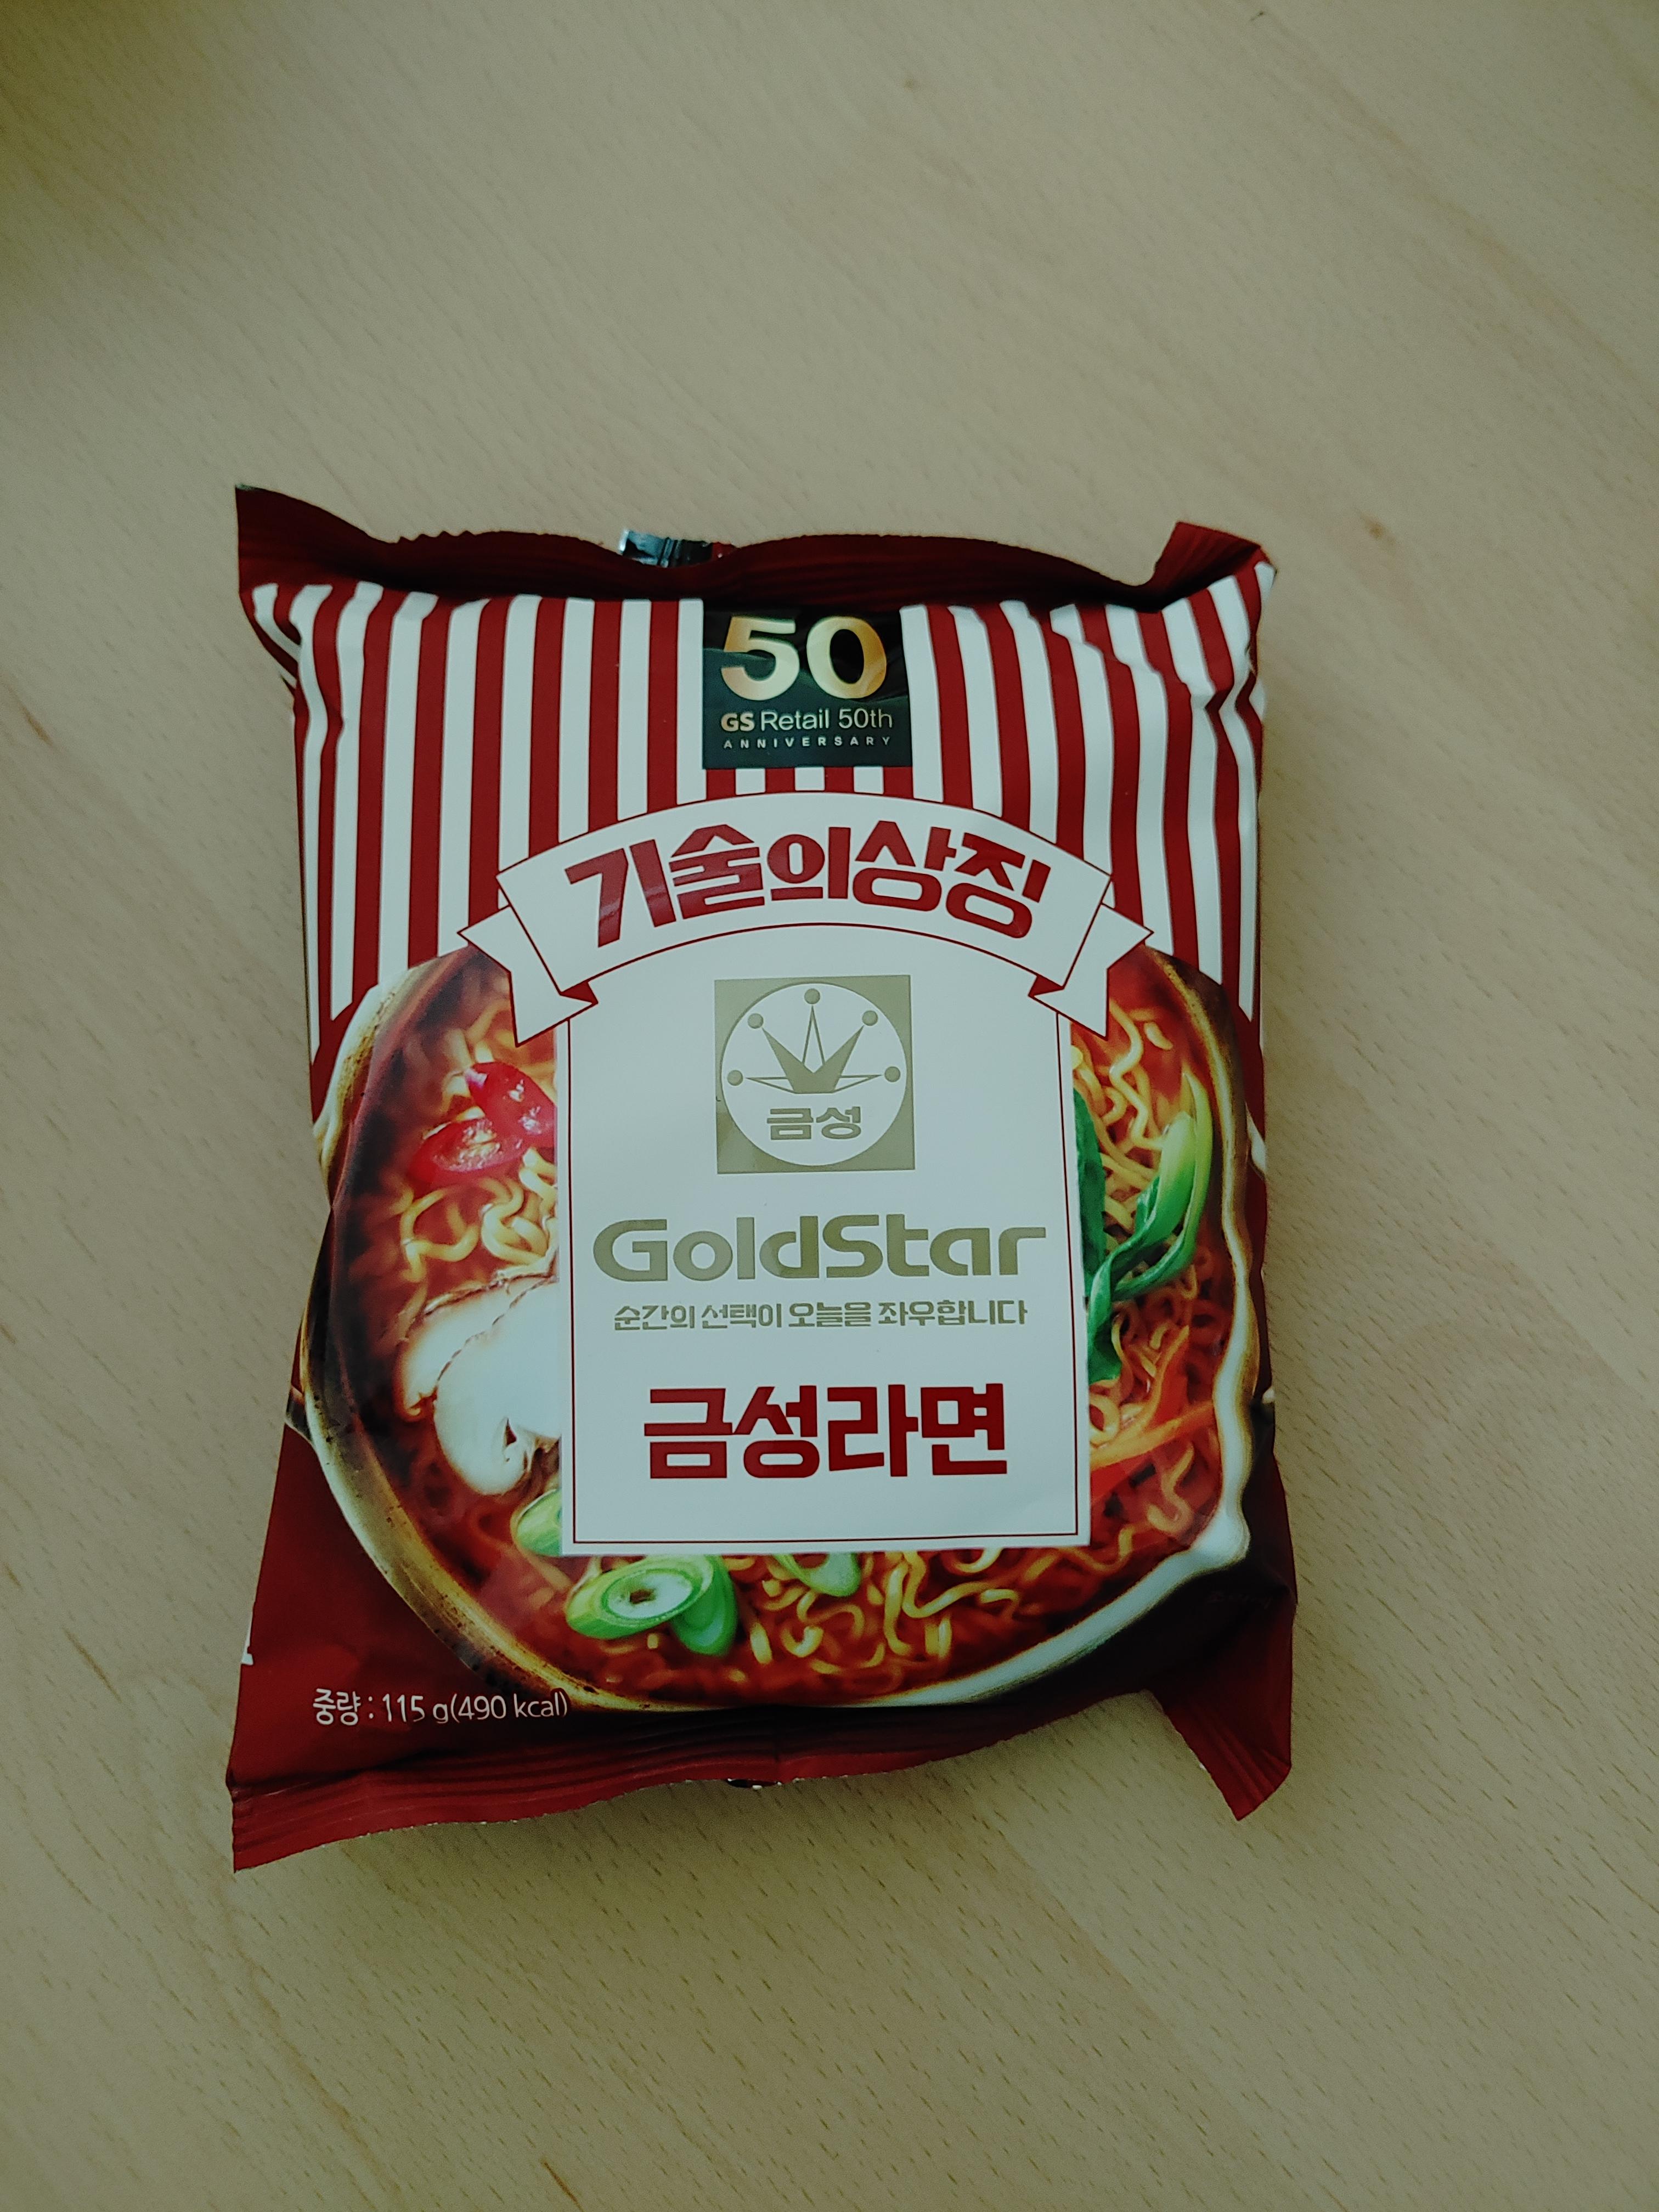 50
GS Retail 50th
ANNIVERSARY
기술의상징
금성
GoldStar
순간의 선택이 오늘을 좌우합니다
금성라면
중량 : 115 g(490 kcal)